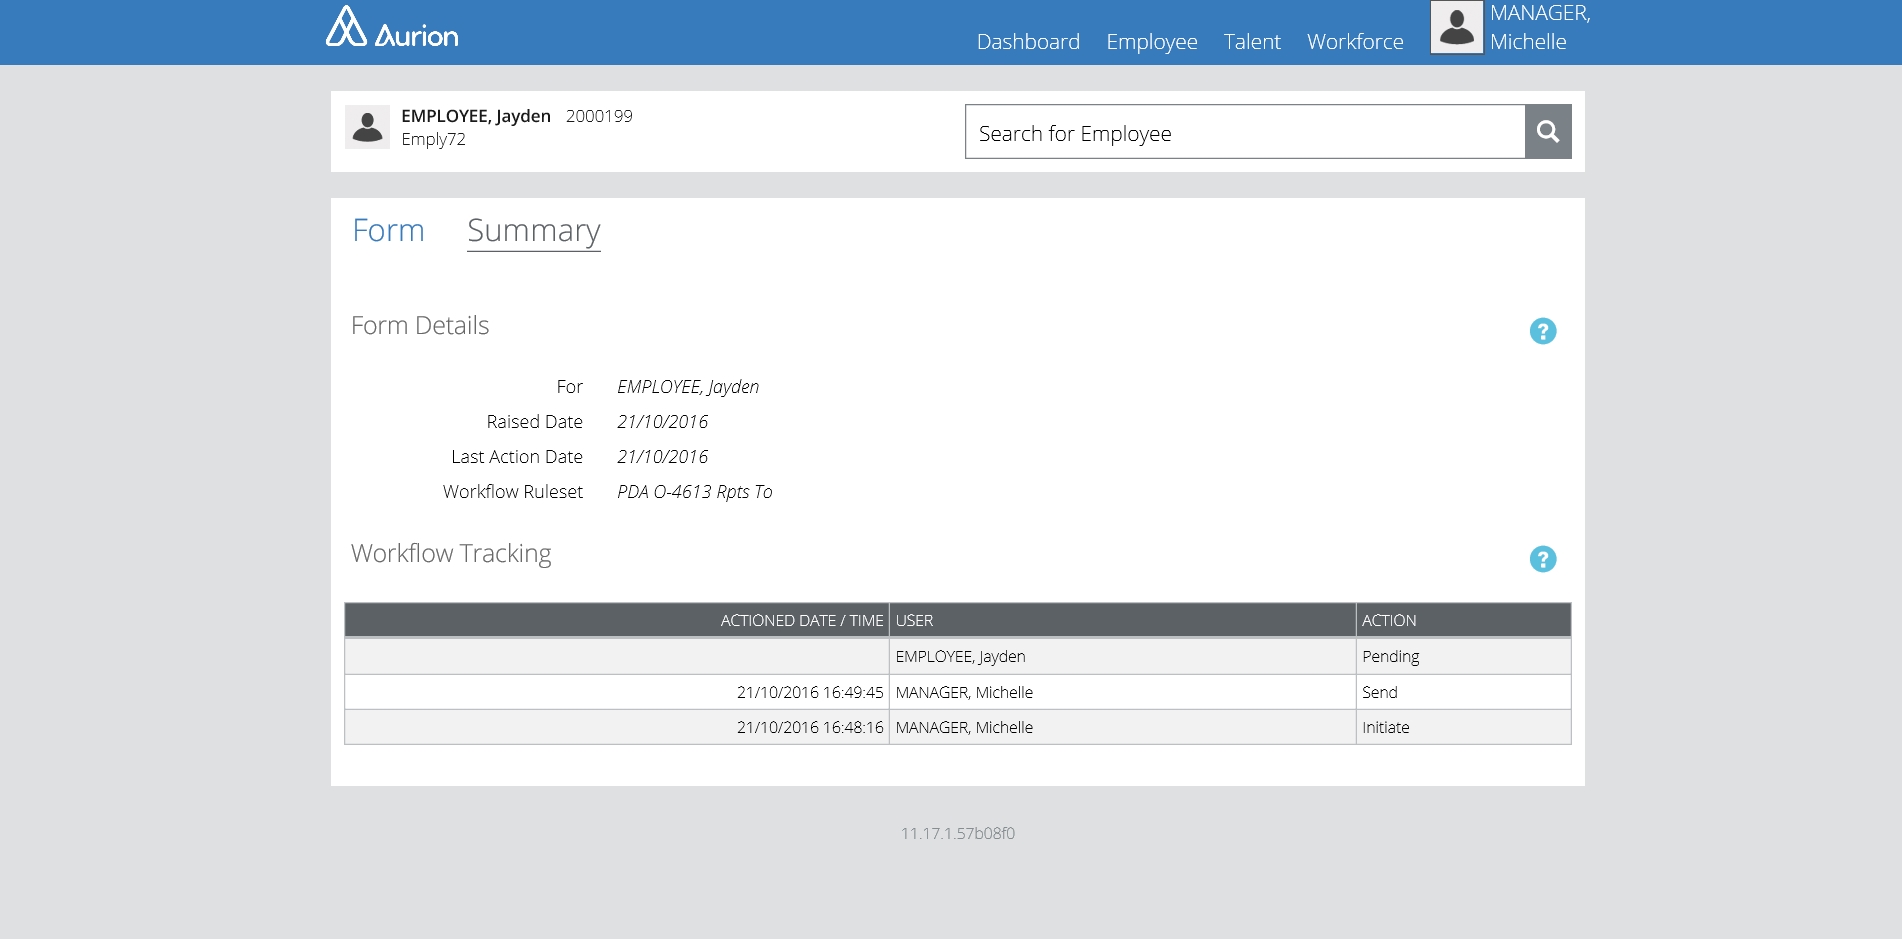 Aurion
Dashboard Employee Talent Workforce
MANAGER,
Michelle
EMPLOYEE, Jayden 2000199
Emply72
Search for Employee
Form Summary
Form Details
?
For EMPLOYEE, Jayden
Raised Date 21/10/2016
Last Action Date 21/10/2016
Workflow Ruleset PDA O-4613 Rpts To
Workflow Tracking
?
ACTIONED DATE / TIME USER ACTION
EMPLOYEE, Jayden Pending
21/10/2016 16:49:45 MANAGER, Michelle Send
21/10/2016 16:48:16 MANAGER, Michelle Initiate
11.17.1.57b08f0